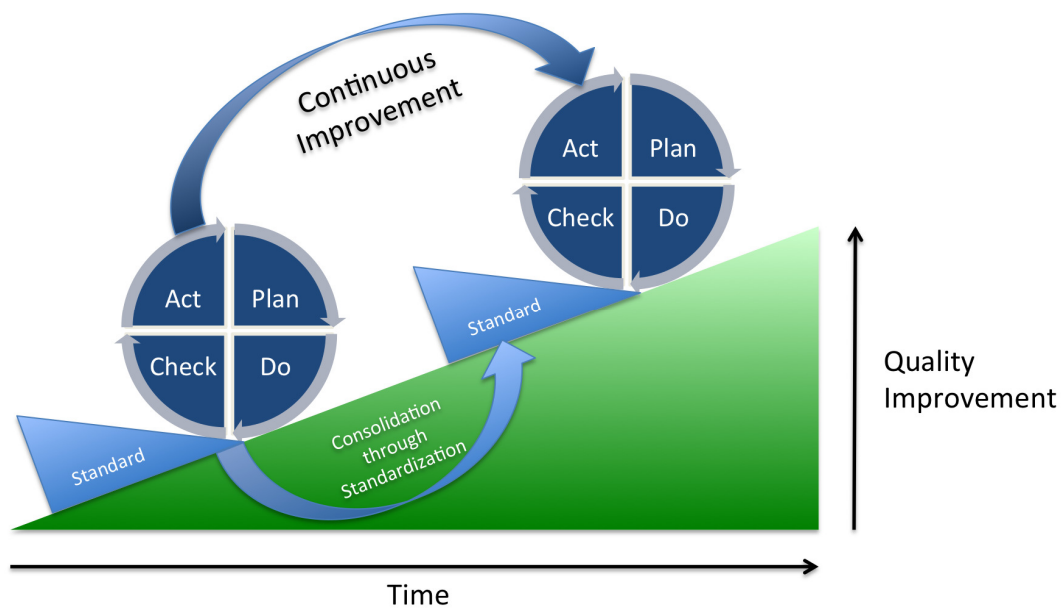 Continuous
Improvement
Act
Plan
Check
Do
Act
Plan
Check
Do
Standard
Standard
Consolidation
through
Standardization
Quality
Improvement
Time